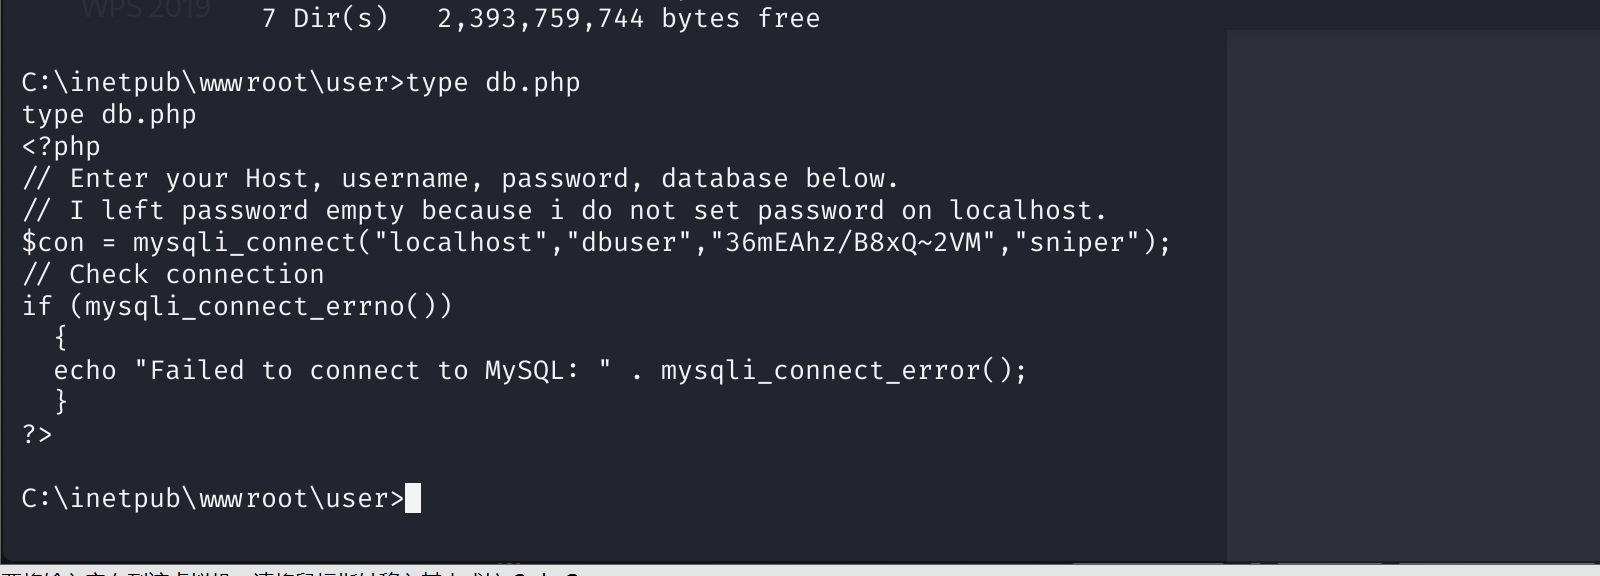 WPS 2019
7 Dir(s)   2,393,759,744 bytes free
C:\inetpub\wwwroot\user>type db.php
type db.php
<?php
// Enter your Host, username, password, database below.
// I left password empty because i do not set password on localhost.
$con = mysqli_connect("localhost","dbuser","36mEAhz/B8xQ~2VM","sniper");
// Check connection
if (mysqli_connect_errno())
  {
  echo "Failed to connect to MySQL: " . mysqli_connect_error();
  }
?>
C:\inetpub\wwwroot\user>